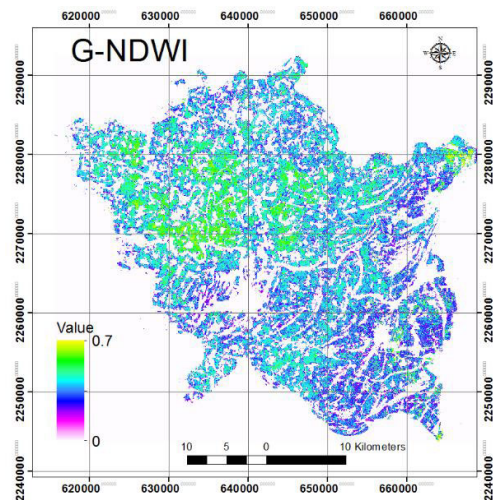 620000 630000 640000 650000 660000
G-NDWI
N
W E
S
2290000 2290000
2280000 2280000
2270000 2270000
2260000 2260000
2250000 2250000
2240000 2240000
Value
0.7
0
10 5 0 10 Kilometers
620000 630000 640000 650000 660000